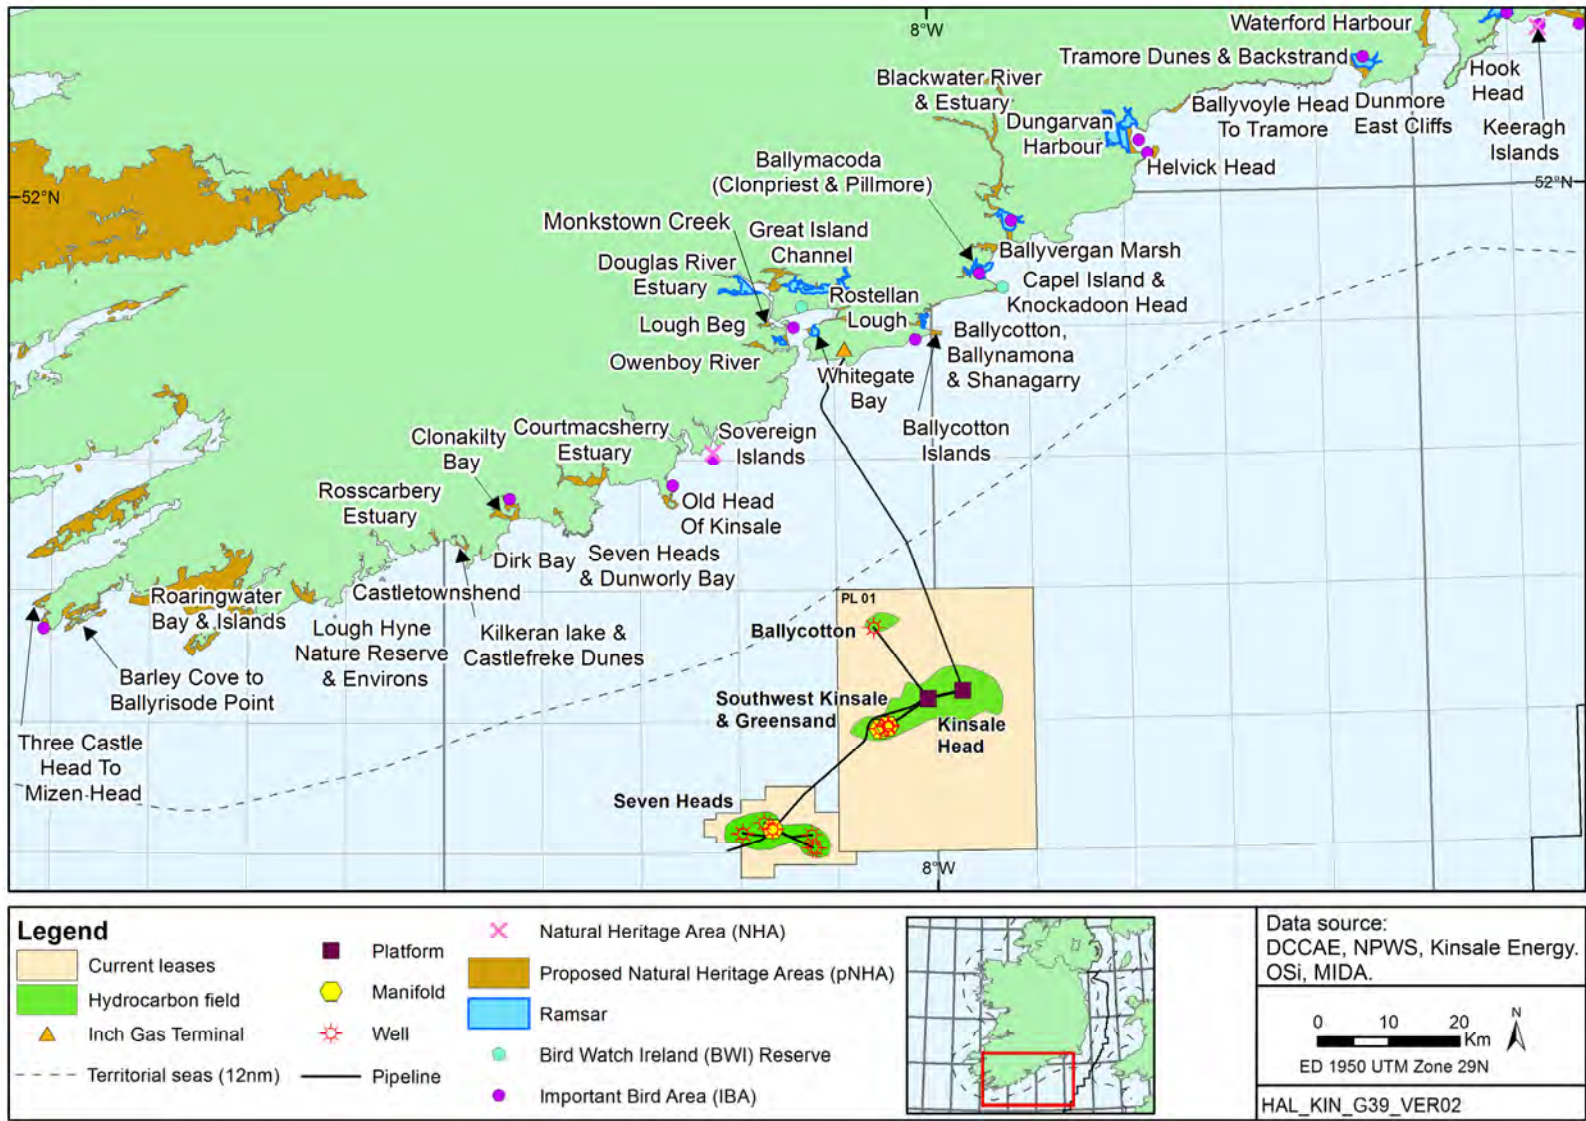 8°W
Waterford Harbour
Tramore Dunes & Backstrand
Hook
Head
Blackwater River
& Estuary
Ballyvoyle Head
To Tramore
Dunmore
East Cliffs
Keeragh
Islands
Dungarvan
Harbour
Helvick Head
52°N
52°N
Ballymacoda
(Clonpriest & Pillmore)
Monkstown Creek
Great Island
Channel
Ballyvergan Marsh
Douglas River
Estuary
Capel Island &
Knockadoon Head
Rostellan
Lough
Lough Beg
Owenboy River
Ballycotton,
Ballynamona
& Shanagarry
Whitegate
Bay
Ballycotton
Islands
Sovereign
Islands
Courtmacsherry
Estuary
Clonakilty
Bay
Rosscarbery
Estuary
Old Head
Of Kinsale
Dirk Bay
Seven Heads
& Dunworly Bay
Castletownshend
Roaringwater
Bay & Islands
Lough Hyne
Nature Reserve
& Environs
Kilkeran lake &
Castlefreke Dunes
Barley Cove to
Ballyrisode Point
Three Castle
Head To
Mizen-Head
PL 01
Ballycotton
Southwest Kinsale
& Greensand
Kinsale
Head
Seven Heads
8°W
Legend
Current leases
Hydrocarbon field
Inch Gas Terminal
Territorial seas (12nm)
Platform
Manifold
Well
Pipeline
Natural Heritage Area (NHA)
Proposed Natural Heritage Areas (pNHA)
Ramsar
Bird Watch Ireland (BWI) Reserve
Important Bird Area (IBA)
Data source:
DCCAE, NPWS, Kinsale Energy.
OSi, MIDA.
0 10 20
Km
N
ED 1950 UTM Zone 29N
HAL_KIN_G39_VER02